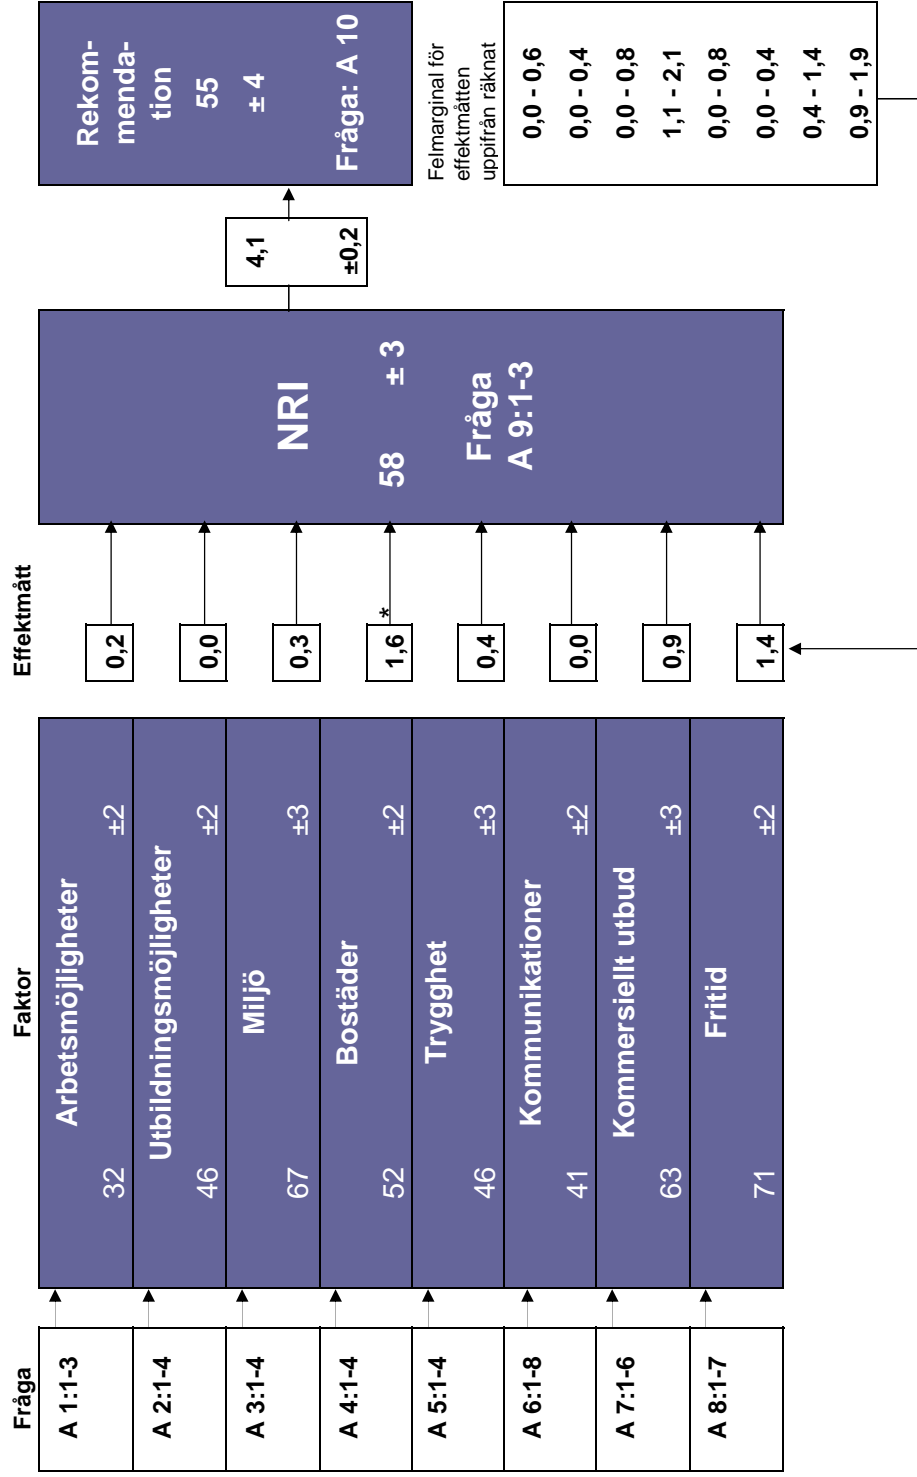 Fråga
Faktor
Effektmått
A 1:1-3
Arbetsmöjligheter
32 ±2
0,2
A 2:1-4
Utbildningsmöjligheter
46 ±2
0,0
A 3:1-4
Miljö
67 ±3
0,3
A 4:1-4
Bostäder
52 ±2
1,6 *
A 5:1-4
Trygghet
46 ±3
0,4
A 6:1-8
Kommunikationer
41 ±2
0,0
A 7:1-6
Kommersiellt utbud
63 ±3
0,9
A 8:1-7
Fritid
71 ±2
1,4
NRI
58 ± 3
Fråga
A 9:1-3
4,1
±0,2
Rekom-
menda-
tion
55
± 4
Fråga: A 10
Felmarginal för
effektmåtten
uppifrån räknat
0,0 - 0,6
0,0 - 0,4
0,0 - 0,8
1,1 - 2,1
0,0 - 0,8
0,0 - 0,4
0,4 - 1,4
0,9 - 1,9